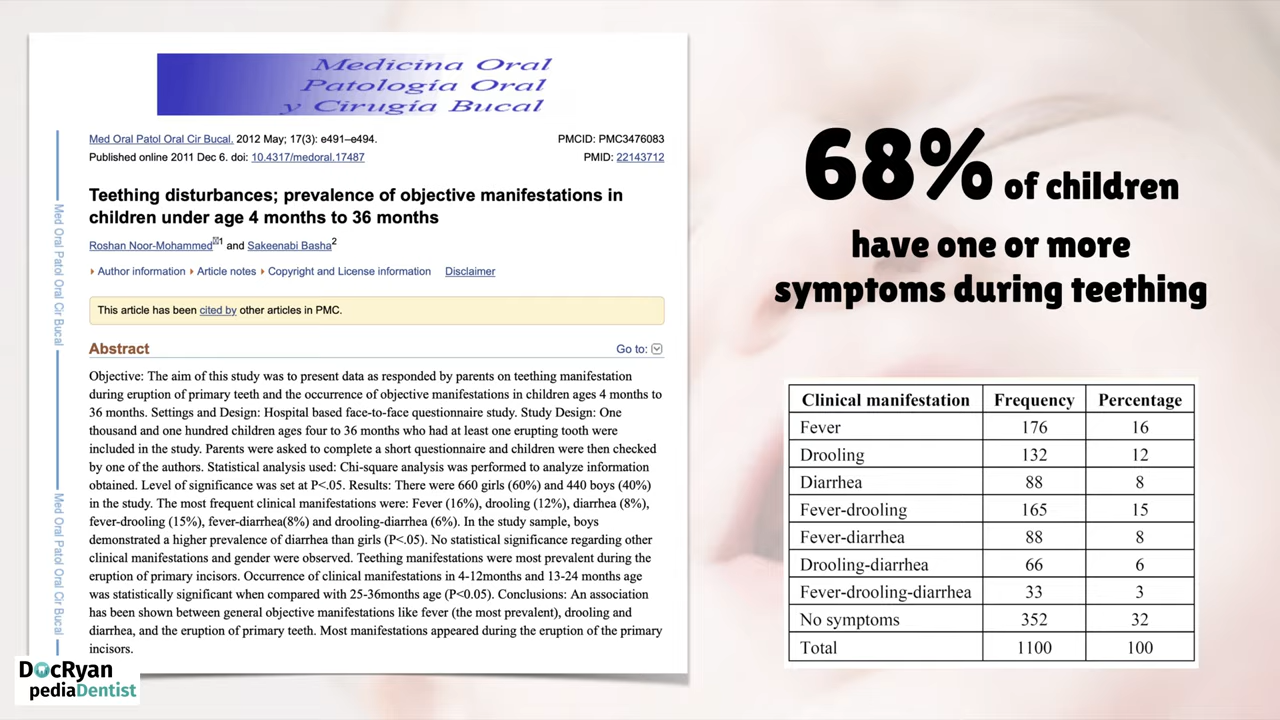 Medicina Oral
Patología Oral
y Cirugía Bucal
Med Oral Patol Oral Cir Bucal. 2012 May; 17(3): e491–e494.
PMCID: PMC3476083
Published online 2011 Dec 6. doi: 10.4317/medoral.17487
PMID: 22143712
Teething disturbances; prevalence of objective manifestations in
children under age 4 months to 36 months
Roshan Noor-Mohammed 1 and Sakeenabi Basha 2
Author information Article notes Copyright and License information Disclaimer
This article has been cited by other articles in PMC.
Abstract
Go to:
Objective: The aim of this study was to present data as responded by parents on teething manifestation
during eruption of primary teeth and the occurrence of objective manifestations in children ages 4 months to
36 months. Settings and Design: Hospital based face-to-face questionnaire study. Study Design: One
thousand and one hundred children ages four to 36 months who had at least one erupting tooth were
included in the study. Parents were asked to complete a short questionnaire and children were then checked
by one of the authors. Statistical analysis used: Chi-square analysis was performed to analyze information
obtained. Level of significance was set at P<.05. Results: There were 660 girls (60%) and 440 boys (40%)
in the study. The most frequent clinical manifestations were: Fever (16%), drooling (12%), diarrhea (8%),
fever-drooling (15%), fever-diarrhea(8%) and drooling-diarrhea (6%). In the study sample, boys
demonstrated a higher prevalence of diarrhea than girls (P<.05). No statistical significance regarding other
clinical manifestations and gender were observed. Teething manifestations were most prevalent during the
eruption of primary incisors. Occurrence of clinical manifestations in 4-12months and 13-24 months age
was statistically significant when compared with 25-36months age (P<0.05). Conclusions: An association
has been shown between general objective manifestations like fever (the most prevalent), drooling and
diarrhea, and the eruption of primary teeth. Most manifestations appeared during the eruption of the primary
incisors.
Med Oral Patol Oral Cir Bucal
Med Oral Patol Oral Cir Bucal
DocRyan
pediaDentist
68% of children
have one or more
symptoms during teething
Clinical manifestation Frequency Percentage
Fever 176 16
Drooling 132 12
Diarrhea 88 8
Fever-drooling 165 15
Fever-diarrhea 88 8
Drooling-diarrhea 66 6
Fever-drooling-diarrhea 33 3
No symptoms 352 32
Total 1100 100